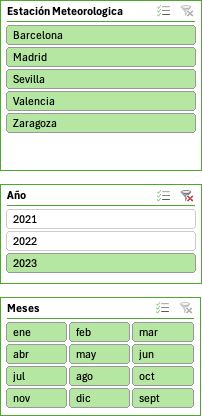 Estación Meteorologica
Barcelona
Madrid
Sevilla
Valencia
Zaragoza
Año
2021
2022
2023
Meses
ene feb mar
abr may jun
jul ago oct
nov dic sept